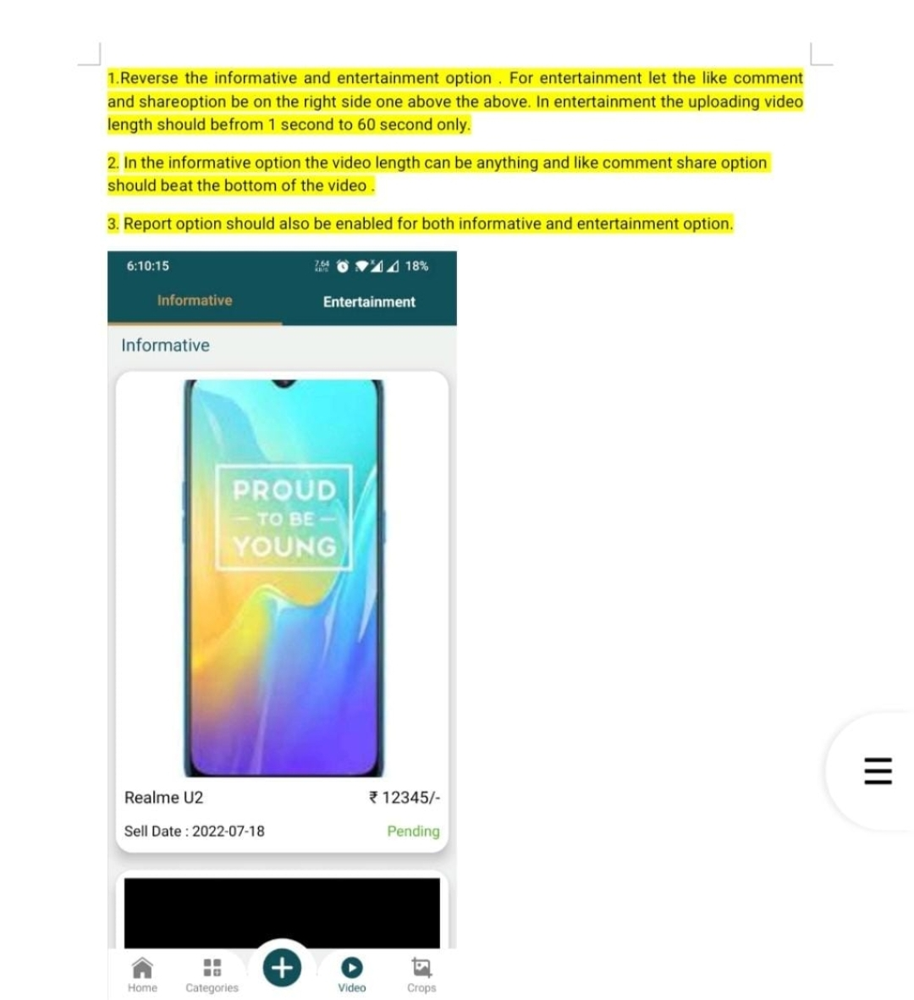 1.Reverse the informative and entertainment option . For entertainment let the like comment
and shareoption be on the right side one above the above. In entertainment the uploading video
length should befrom 1 second to 60 second only.
2. In the informative option the video length can be anything and like comment share option
should beat the bottom of the video .
3. Report option should also be enabled for both informative and entertainment option.
6:10:15 7.64 KB/S 18%
Informative Entertainment
Informative
PROUD
TO BE
YOUNG
Realme U2 ₹ 12345/-
Sell Date : 2022-07-18 Pending
Home Categories Video Crops